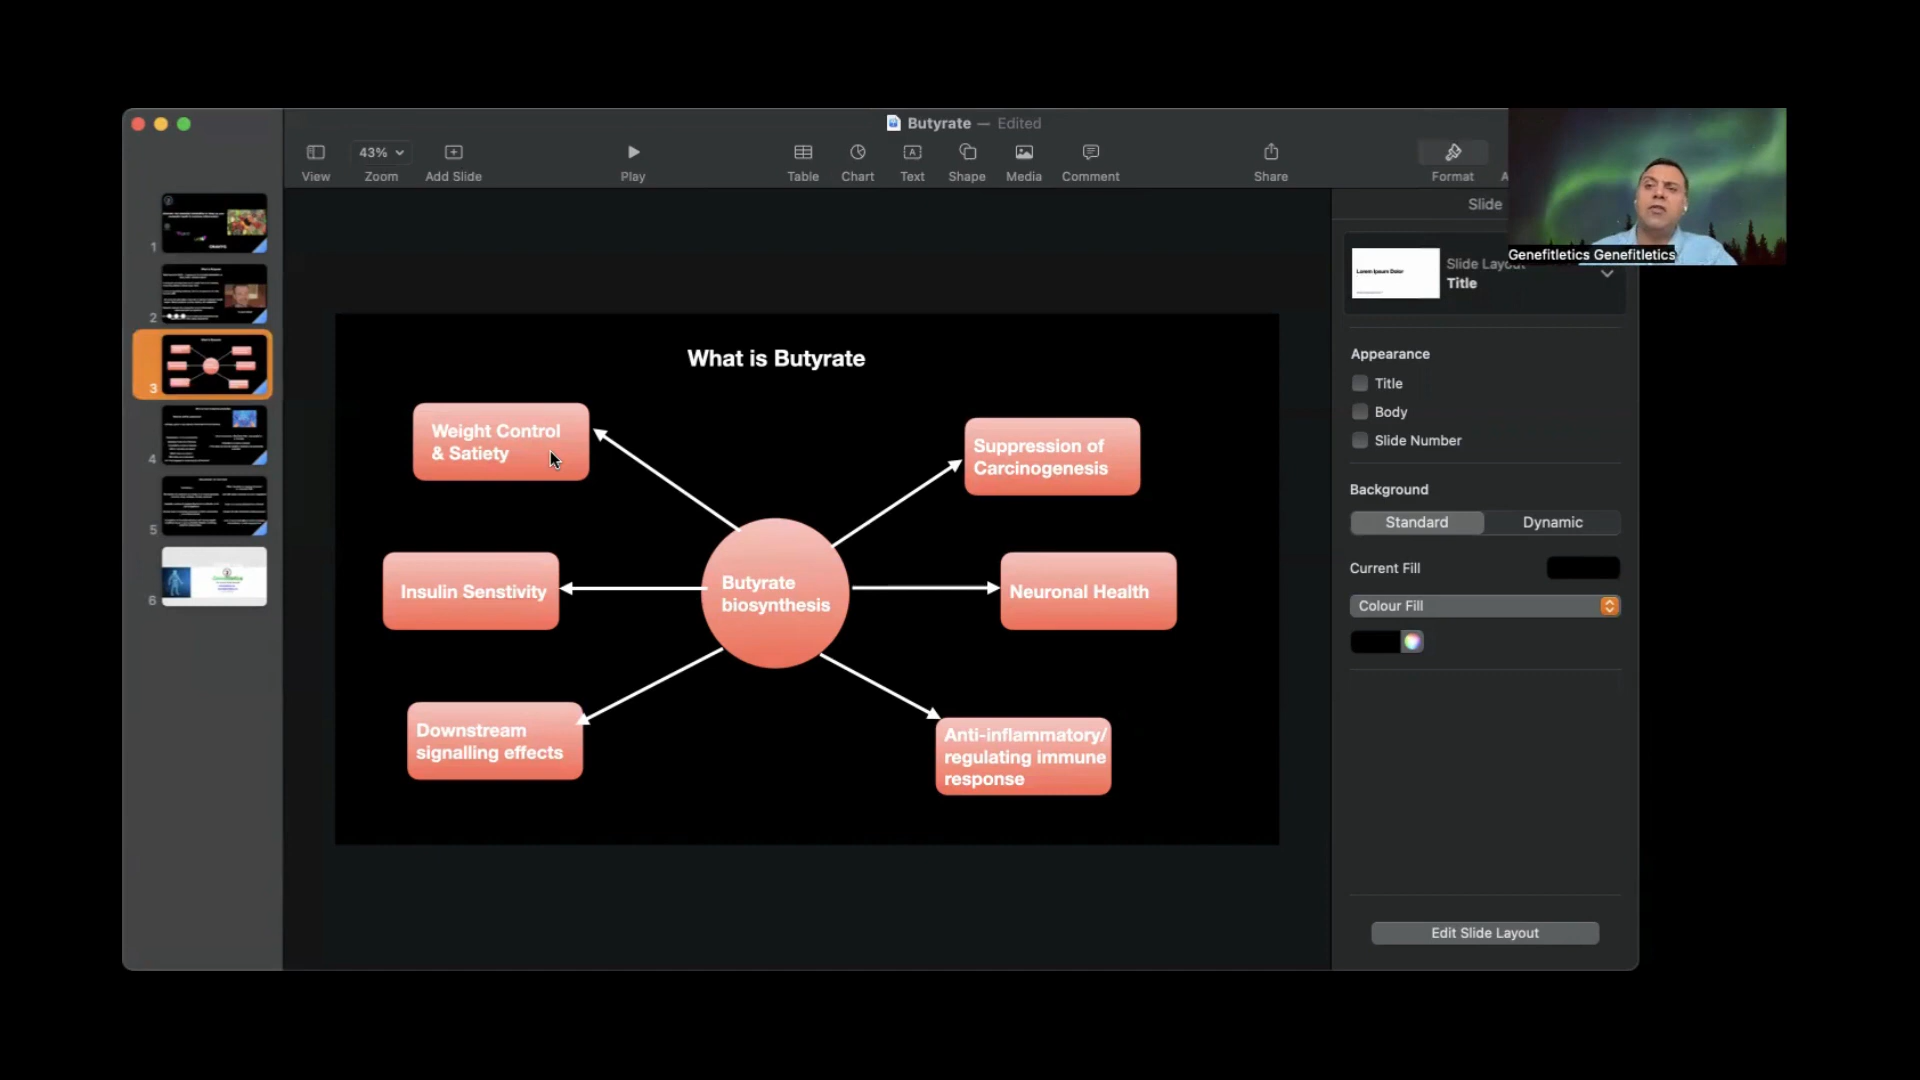 Butyrate — Edited
43%
View
Zoom
Add Slide
Play
Table
Chart
Text
Shape
Media
Comment
Share
Format
Slide
Genefitletics Genefitletics
1
2
3
4
5
6
What is Butyrate
Weight Control
& Satiety
Suppression of
Carcinogenesis
Butyrate
biosynthesis
Insulin Senstivity
Neuronal Health
Downstream
signalling effects
Anti-inflammatory/
regulating immune
response
Lorem Ipsum Dolor
Slide Layout
Title
Appearance
Title
Body
Slide Number
Background
Standard
Dynamic
Current Fill
Colour Fill
Edit Slide Layout